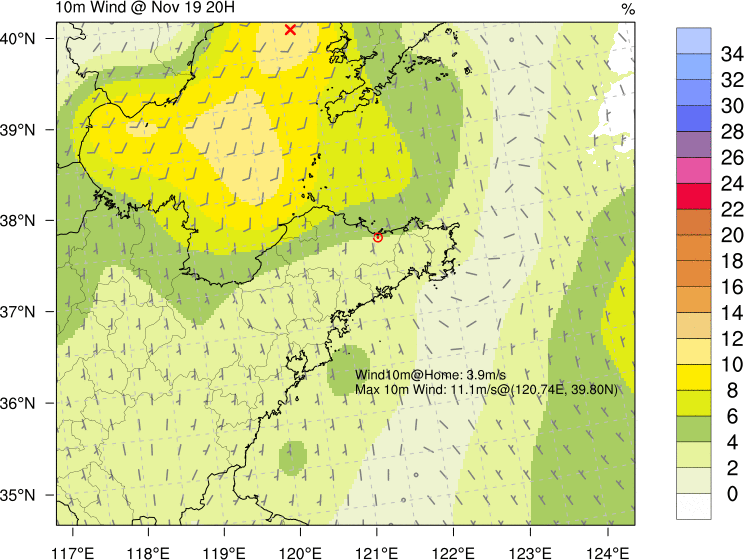 10m Wind @ Nov 19 20H
%
40°N
39°N
38°N
37°N
36°N
35°N
117°E 118°E 119°E 120°E 121°E 122°E 123°E 124°E
Wind10m@Home: 3.9m/s
Max 10m Wind: 11.1m/s@(120.74E, 39.80N)
34
32
30
28
26
24
22
20
18
16
14
12
10
8
6
4
2
0